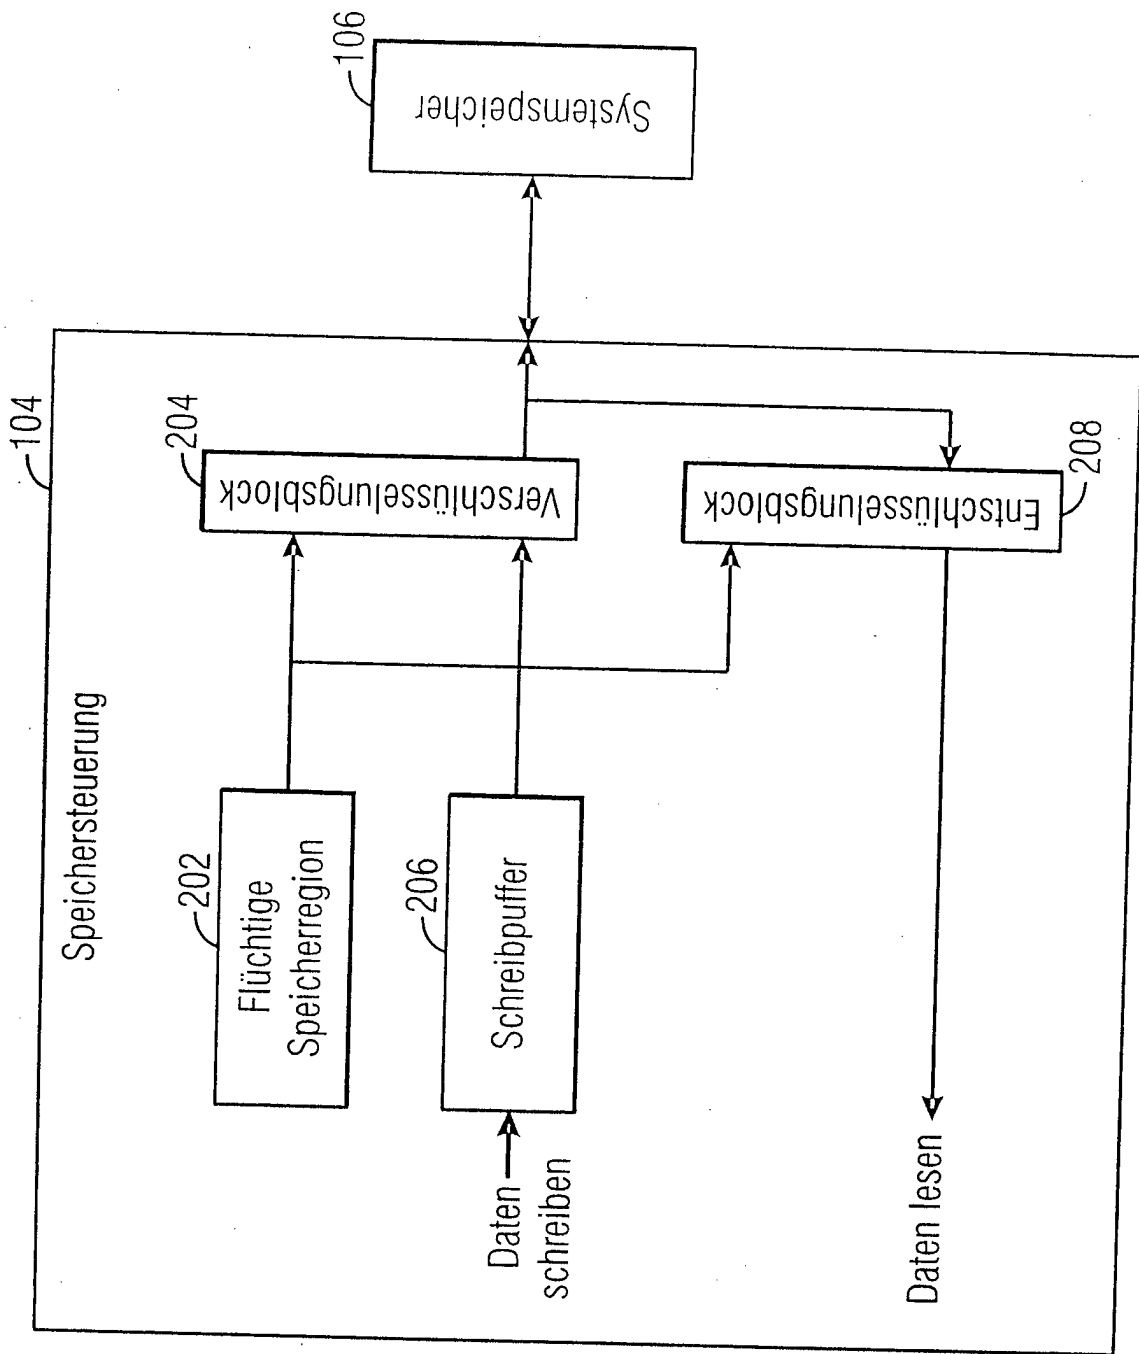 104
Speichersteuerung
202
Flüchtige
Speicherregion
204
Verschlüsselungsblock
106
Systemspeicher
206
Schreibpuffer
Daten
schreiben
208
Entschlüsselungsblock
Daten lesen